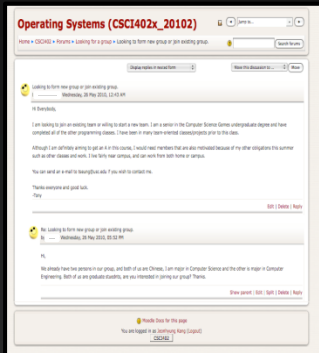 Operating Systems (CSCI402x_20102)
Jump to...
Home ▸ CSCI402 ▸ Forums ▸ Looking for a group ▸ Looking to form new group or join existing group.
Search forums
Display replies in nested form
Move this discussion to ...
Move
Looking to form new group or join existing group.
Wednesday, 26 May 2010, 12:43 AM
Hi Everybody,
I am looking to join an existing team or willing to start a new team. I am a senior in the Computer Science Games undergraduate degree and have
completed all of the other programming classes. I have been in many team-oriented classes/projects prior to this class.
Although I am definitely aiming to get an A in this course, I would need members that are also motivated because of my other obligations this summer
such as other classes and work. I live fairly near campus, and can work from both home or campus.
You can send an e-mail to if you wish to contact me.
Thanks everyone and good luck.
Edit | Delete | Reply
Re: Looking to form new group or join existing group.
Wednesday, 26 May 2010, 05:02 PM
Hi,
We already have two persons in our group, and both of us are Chinese, I am major in Computer Science and the other is major in Computer
Engineering. Both of us are graduate students, are you interested in joining our group? Thanks.
Show parent | Edit | Split | Delete | Reply
Moodle Docs for this page
You are logged in as Kang (Logout)
CSCI402